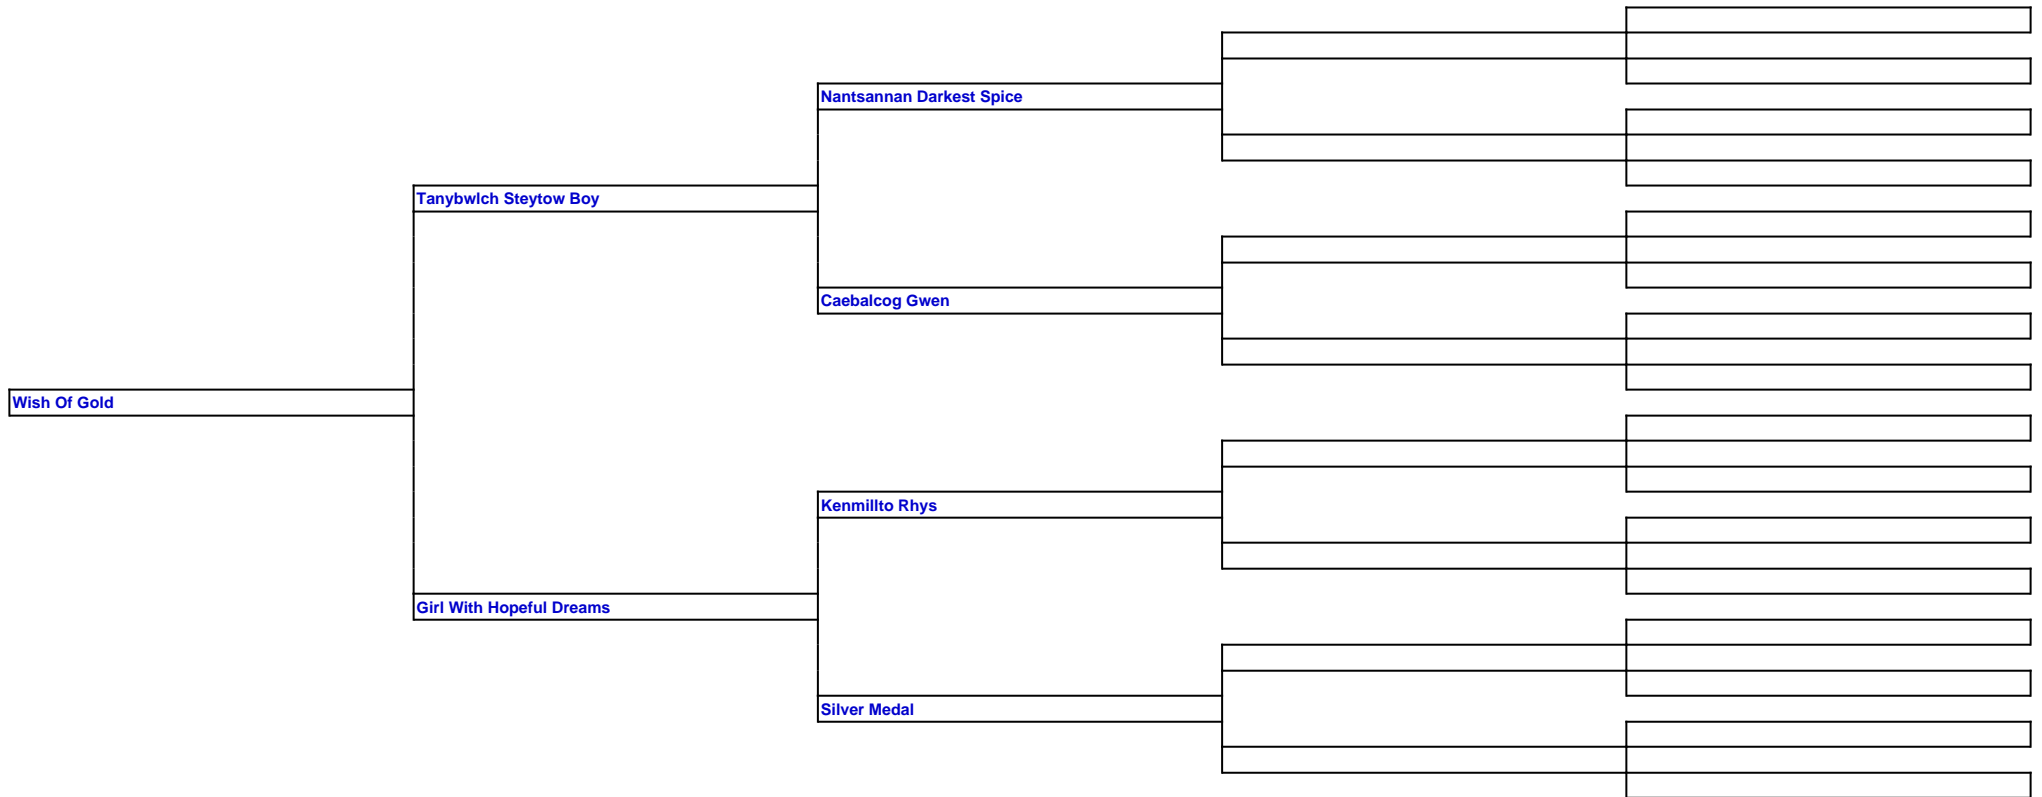 Nantsannan Darkest Spice
Tanybwlch Steytow Boy
Caebalcog Gwen
Wish Of Gold
Kenmillto Rhys
Girl With Hopeful Dreams
Silver Medal